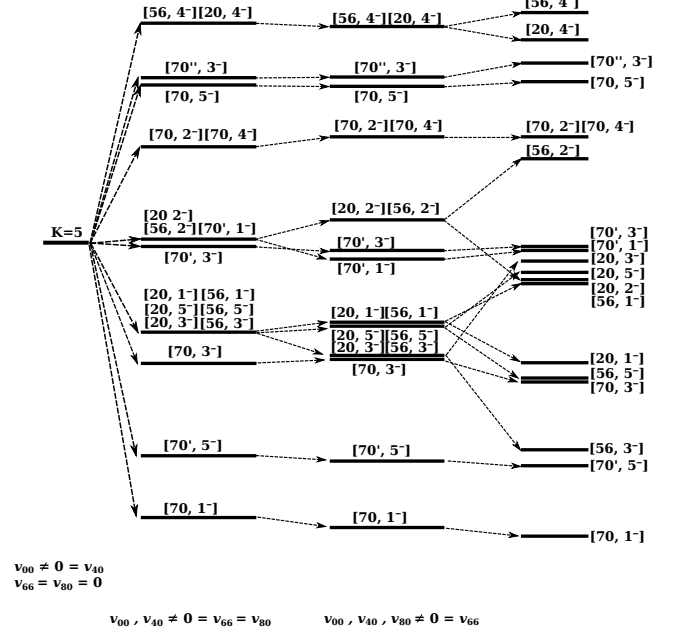 [56, 4⁻][20, 4⁻]
[70'', 3⁻]
[70, 5⁻]
[70, 2⁻][70, 4⁻]
K=5
[20 2⁻]
[56, 2⁻][70', 1⁻]
[70', 3⁻]
[20, 1⁻][56, 1⁻]
[20, 5⁻][56, 5⁻]
[20, 3⁻][56, 3⁻]
[70, 3⁻]
[70', 5⁻]
[70, 1⁻]
[56, 4⁻][20, 4⁻]
[70'', 3⁻]
[70, 5⁻]
[70, 2⁻][70, 4⁻]
[20, 2⁻][56, 2⁻]
[70', 3⁻]
[70', 1⁻]
[20, 1⁻][56, 1⁻]
[20, 5⁻][56, 5⁻]
[20, 3⁻][56, 3⁻]
[70, 3⁻]
[70', 5⁻]
[70, 1⁻]
[56, 4⁻]
[20, 4⁻]
[70'', 3⁻]
[70, 5⁻]
[70, 2⁻][70, 4⁻]
[56, 2⁻]
[70', 3⁻]
[70', 1⁻]
[20, 3⁻]
[20, 5⁻]
[20, 2⁻]
[56, 1⁻]
[20, 1⁻]
[56, 5⁻]
[70, 3⁻]
[56, 3⁻]
[70', 5⁻]
[70, 1⁻]
v₀₀ ≠ 0 = v₄₀
v₆₆ = v₈₀ = 0
v₀₀ , v₄₀ ≠ 0 = v₆₆ = v₈₀
v₀₀ , v₄₀ , v₈₀ ≠ 0 = v₆₆